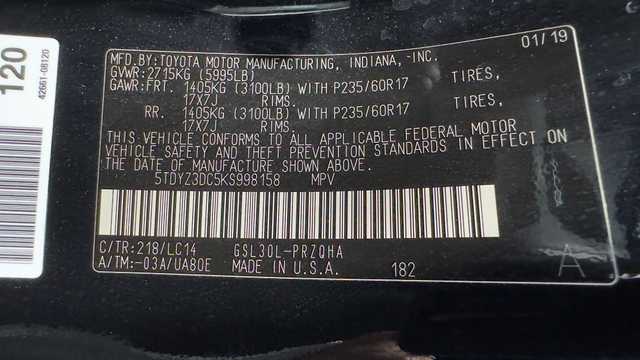 120
42661-08120
MFD.BY:TOYOTA MOTOR MANUFACTURING, INDIANA, INC. 01/19
GVWR:2715KG (5995LB)
GAWR:FRT. 1405KG (3100LB) WITH P235/60R17 TIRES,
17X7J RIMS.
RR. 1405KG (3100LB) WITH P235/60R17 TIRES,
17X7J RIMS.
THIS VEHICLE CONFORMS TO ALL APPLICABLE FEDERAL MOTOR
VEHICLE SAFETY AND THEFT PREVENTION STANDARDS IN EFFECT ON
THE DATE OF MANUFACTURE SHOWN ABOVE.
5TDYZ3DC5KS998158 MPV
C/TR:218/LC14 GSL30L-PRZQHA
A/TM:-03A/UA80E MADE IN U.S.A. 182 A